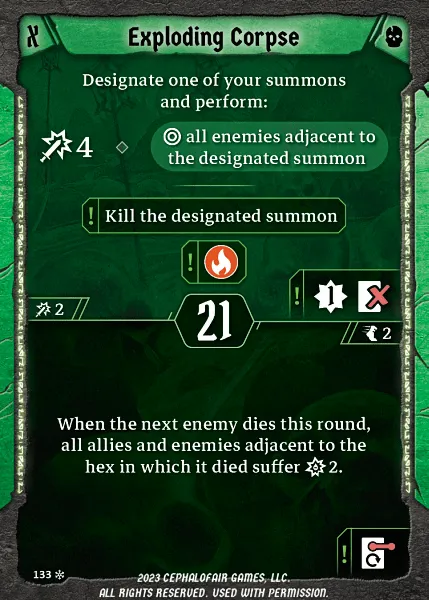 Exploding Corpse
Designate one of your summons
and perform:
4
all enemies adjacent to
the designated summon
! Kill the designated summon
!
! 1
2
21
2
When the next enemy dies this round,
all allies and enemies adjacent to the
hex in which it died suffer 2.
!
133
2023 CEPHALOFAIR GAMES, LLC.
ALL RIGHTS RESERVED. USED WITH PERMISSION.